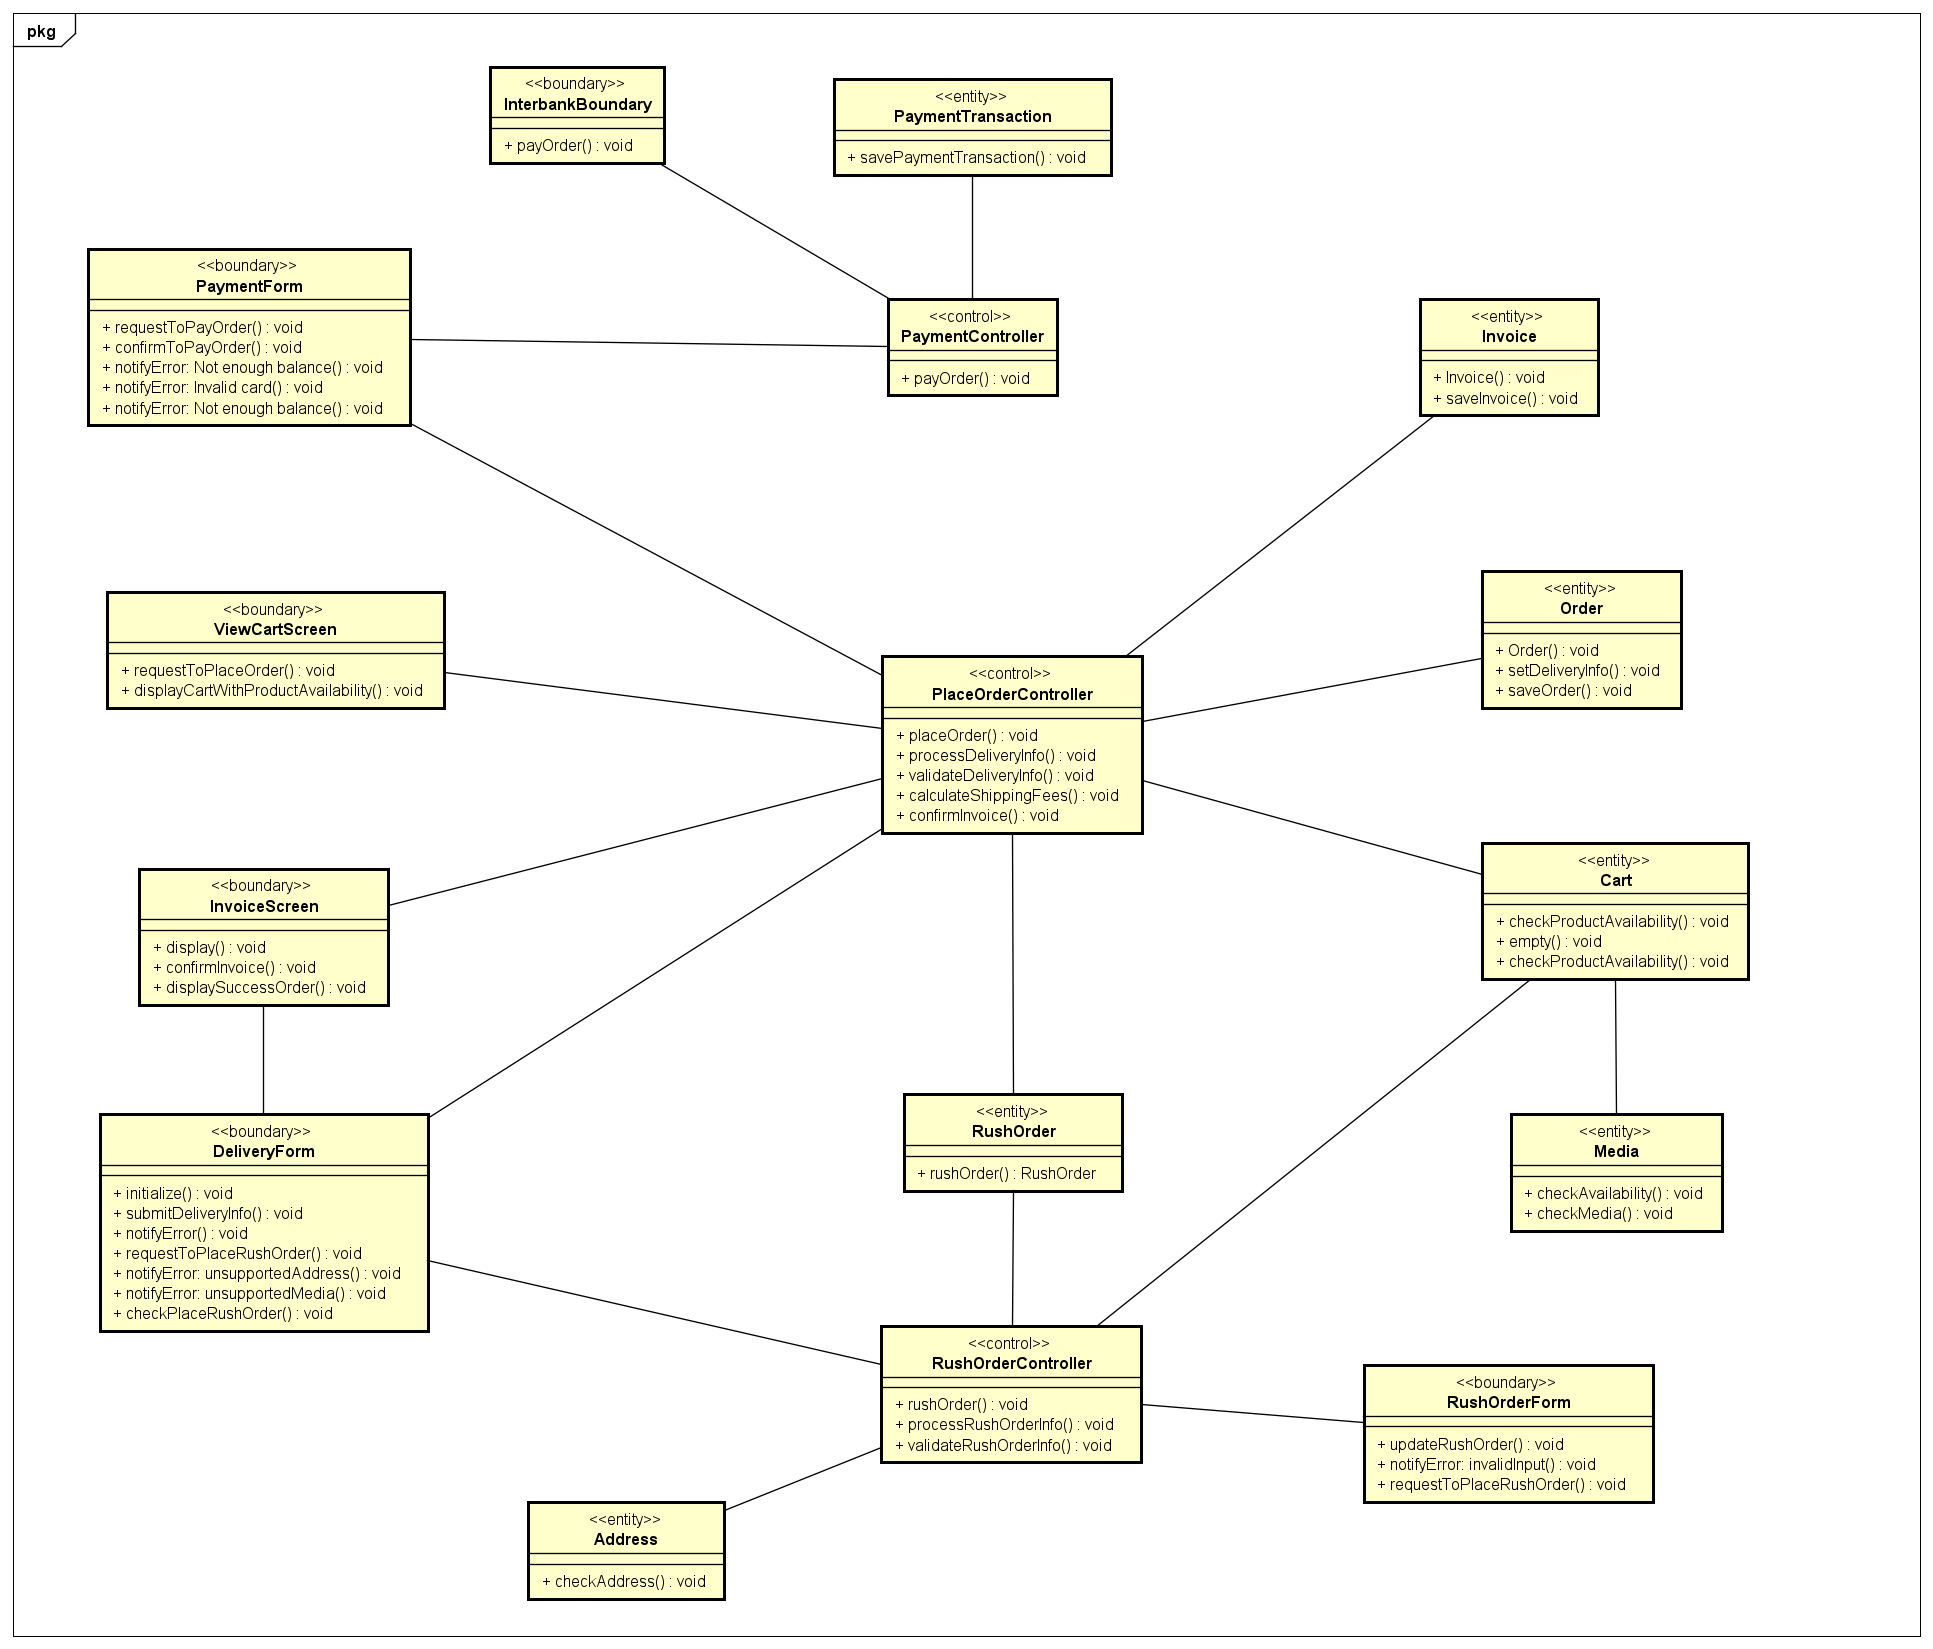 pkg
<<boundary>>
InterbankBoundary
+ payOrder() : void
<<entity>>
PaymentTransaction
+ savePaymentTransaction() : void
<<boundary>>
PaymentForm
+ requestToPayOrder() : void
+ confirmToPayOrder() : void
+ notifyError: Not enough balance() : void
+ notifyError: Invalid card() : void
+ notifyError: Not enough balance() : void
<<control>>
PaymentController
+ payOrder() : void
<<entity>>
Invoice
+ Invoice() : void
+ saveInvoice() : void
<<boundary>>
ViewCartScreen
+ requestToPlaceOrder() : void
+ displayCartWithProductAvailability() : void
<<control>>
PlaceOrderController
+ placeOrder() : void
+ processDeliveryInfo() : void
+ validateDeliveryInfo() : void
+ calculateShippingFees() : void
+ confirmInvoice() : void
<<entity>>
Order
+ Order() : void
+ setDeliveryInfo() : void
+ saveOrder() : void
<<boundary>>
InvoiceScreen
+ display() : void
+ confirmInvoice() : void
+ displaySuccessOrder() : void
<<entity>>
Cart
+ checkProductAvailability() : void
+ empty() : void
+ checkProductAvailability() : void
<<boundary>>
DeliveryForm
+ initialize() : void
+ submitDeliveryInfo() : void
+ notifyError() : void
+ requestToPlaceRushOrder() : void
+ notifyError: unsupportedAddress() : void
+ notifyError: unsupportedMedia() : void
+ checkPlaceRushOrder() : void
<<entity>>
RushOrder
+ rushOrder() : RushOrder
<<entity>>
Media
+ checkAvailability() : void
+ checkMedia() : void
<<control>>
RushOrderController
+ rushOrder() : void
+ processRushOrderInfo() : void
+ validateRushOrderInfo() : void
<<boundary>>
RushOrderForm
+ updateRushOrder() : void
+ notifyError: invalidInput() : void
+ requestToPlaceRushOrder() : void
<<entity>>
Address
+ checkAddress() : void